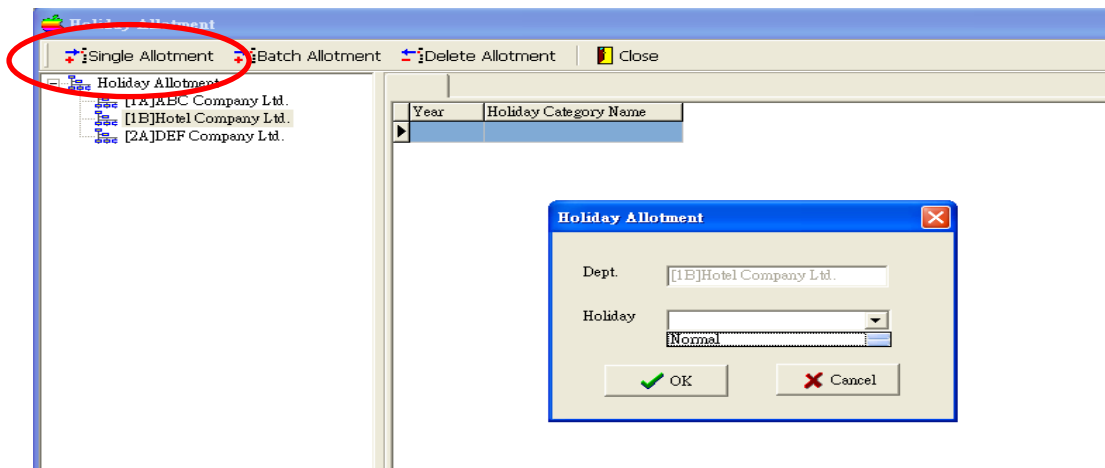 Holiday Allotment
Single Allotment Batch Allotment Delete Allotment Close
Holiday Allotment
[1A]ABC Company Ltd.
[1B]Hotel Company Ltd.
[2A]DEF Company Ltd.
Year Holiday Category Name
Holiday Allotment
Dept. [1B]Hotel Company Ltd.
Holiday
Normal
OK Cancel